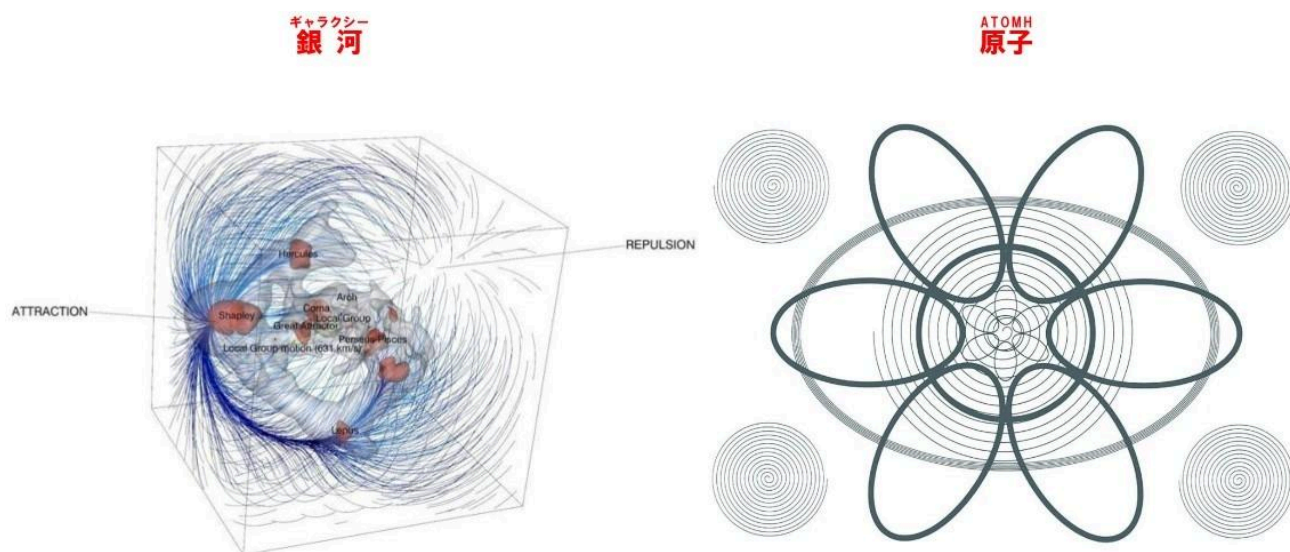 ギャラクシー
銀河
ATOMH
原子
REPULSION
Hercules
ATTRACTION
Shapley
Arch
Coma
Local Group
Great Attractor
Perseus Pisces
Local Group motion (631 km/s)
Lepus